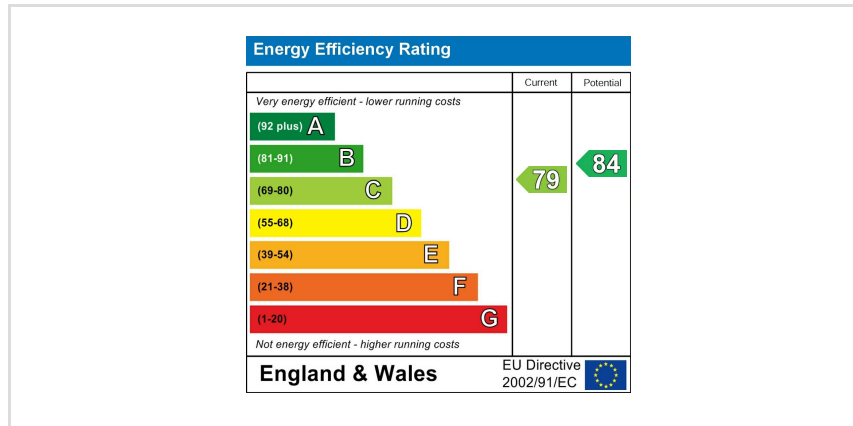 Energy Efficiency Rating
Current Potential
Very energy efficient - lower running costs
(92 plus) A
(81-91) B
(69-80) C
(55-68) D
(39-54) E
(21-38) F
(1-20) G
79
84
Not energy efficient - higher running costs
England & Wales
EU Directive
2002/91/EC